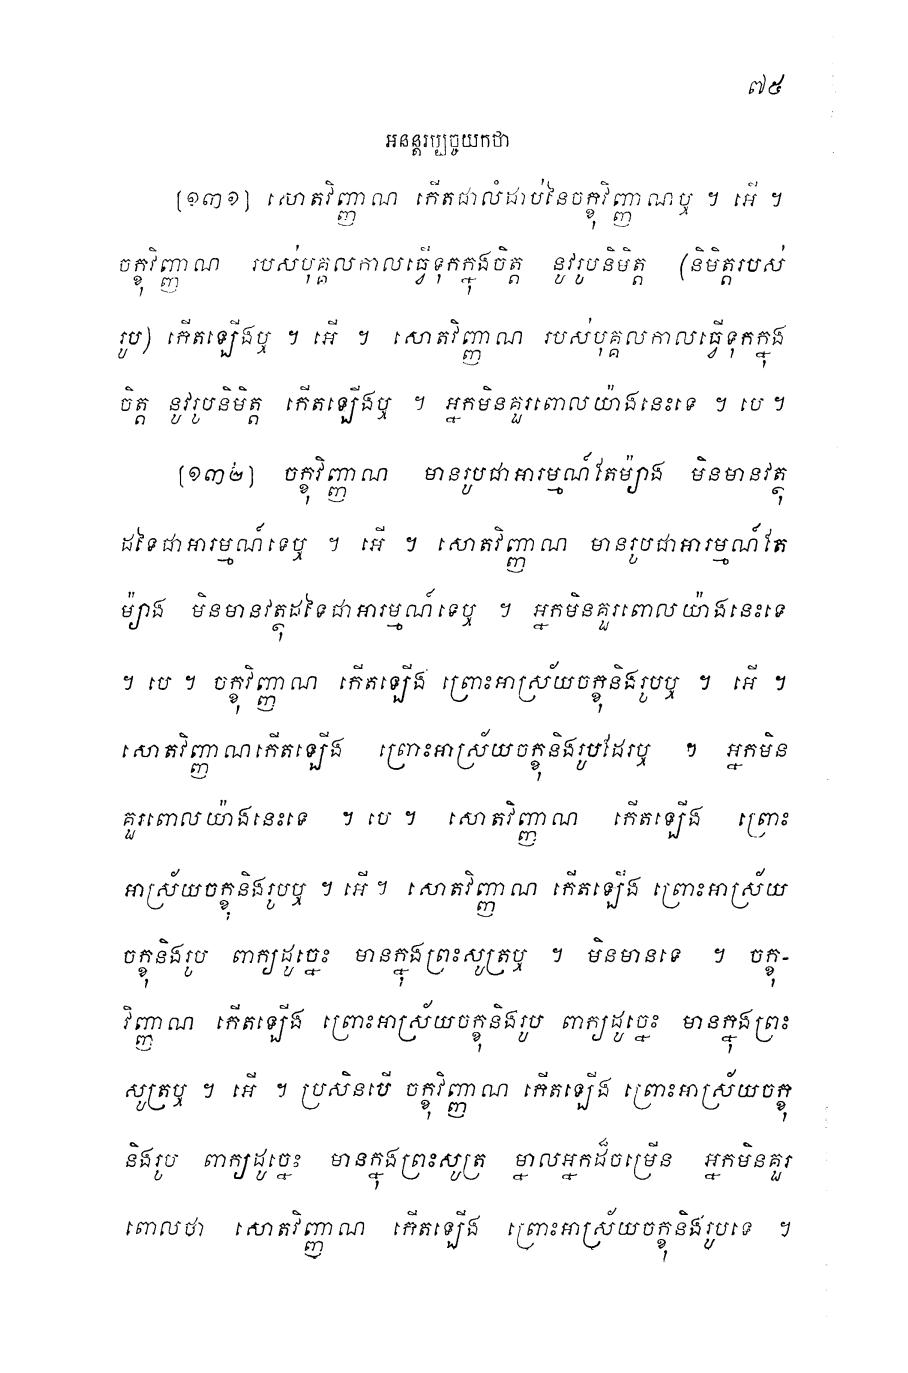 ៧៥
អនន្តរប្បច្ចយកថា
[១៣១] សោតវិញ្ញាណ កើតជាលំដាប់នៃចក្ខុវិញ្ញាណឬ ។ អើ ។
ចក្ខុវិញ្ញាណ របស់បុគ្គលកាលធ្វើទុកក្នុងចិត្ត នូវរូបនិមិត្ត (និមិត្តរបស់
រូប) កើតឡើងឬ ។ អើ ។ សោតវិញ្ញាណ របស់បុគ្គលកាលធ្វើទុកក្នុង
ចិត្ត នូវរូបនិមិត្ត កើតឡើងឬ ។ អ្នកមិនគួរពោលយ៉ាងនេះទេ ។ បេ ។
[១៣២] ចក្ខុវិញ្ញាណ មានរូបជាអារម្មណ៍តែម៉្យាង មិនមានវត្ថុ
ដទៃជាអារម្មណ៍ទេឬ ។ អើ ។ សោតវិញ្ញាណ មានរូបជាអារម្មណ៍តែ
ម៉្យាង មិនមានវត្ថុដទៃជាអារម្មណ៍ទេឬ ។ អ្នកមិនគួរពោលយ៉ាងនេះទេ
។ បេ ។ ចក្ខុវិញ្ញាណ កើតឡើង ព្រោះអាស្រ័យចក្ខុនិងរូបឬ ។ អើ ។
សោតវិញ្ញាណកើតឡើង ព្រោះអាស្រ័យចក្ខុនិងរូបដែរឬ ។ អ្នកមិន
គួរពោលយ៉ាងនេះទេ ។ បេ ។ សោតវិញ្ញាណ កើតឡើង ព្រោះ
អាស្រ័យចក្ខុនិងរូបឬ ។ អើ ។ សោតវិញ្ញាណ កើតឡើង ព្រោះអាស្រ័យ
ចក្ខុនិងរូប ពាក្យដូច្នេះ មានក្នុងព្រះសូត្រឬ ។ មិនមានទេ ។ ចក្ខុ-
វិញ្ញាណ កើតឡើង ព្រោះអាស្រ័យចក្ខុនិងរូប ពាក្យដូច្នេះ មានក្នុងព្រះ
សូត្រឬ ។ អើ ។ ប្រសិនបើ ចក្ខុវិញ្ញាណ កើតឡើង ព្រោះអាស្រ័យចក្ខុ
និងរូប ពាក្យដូច្នេះ មានក្នុងព្រះសូត្រ ម្នាលអ្នកដ៏ចម្រើន អ្នកមិនគួរ
ពោលថា សោតវិញ្ញាណ កើតឡើង ព្រោះអាស្រ័យចក្ខុនិងរូបទេ ។